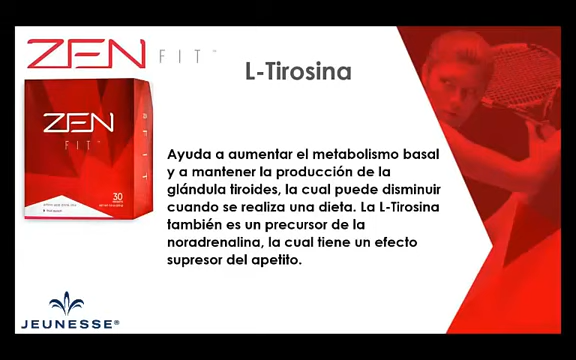 ZEN FIT™
L-Tirosina
ZEN
FIT™
FIT
30
Ayuda a aumentar el metabolismo basal
y a mantener la producción de la
glándula tiroides, la cual puede disminuir
cuando se realiza una dieta. La L-Tirosina
también es un precursor de la
noradrenalina, la cual tiene un efecto
supresor del apetito.
JEUNESSE®